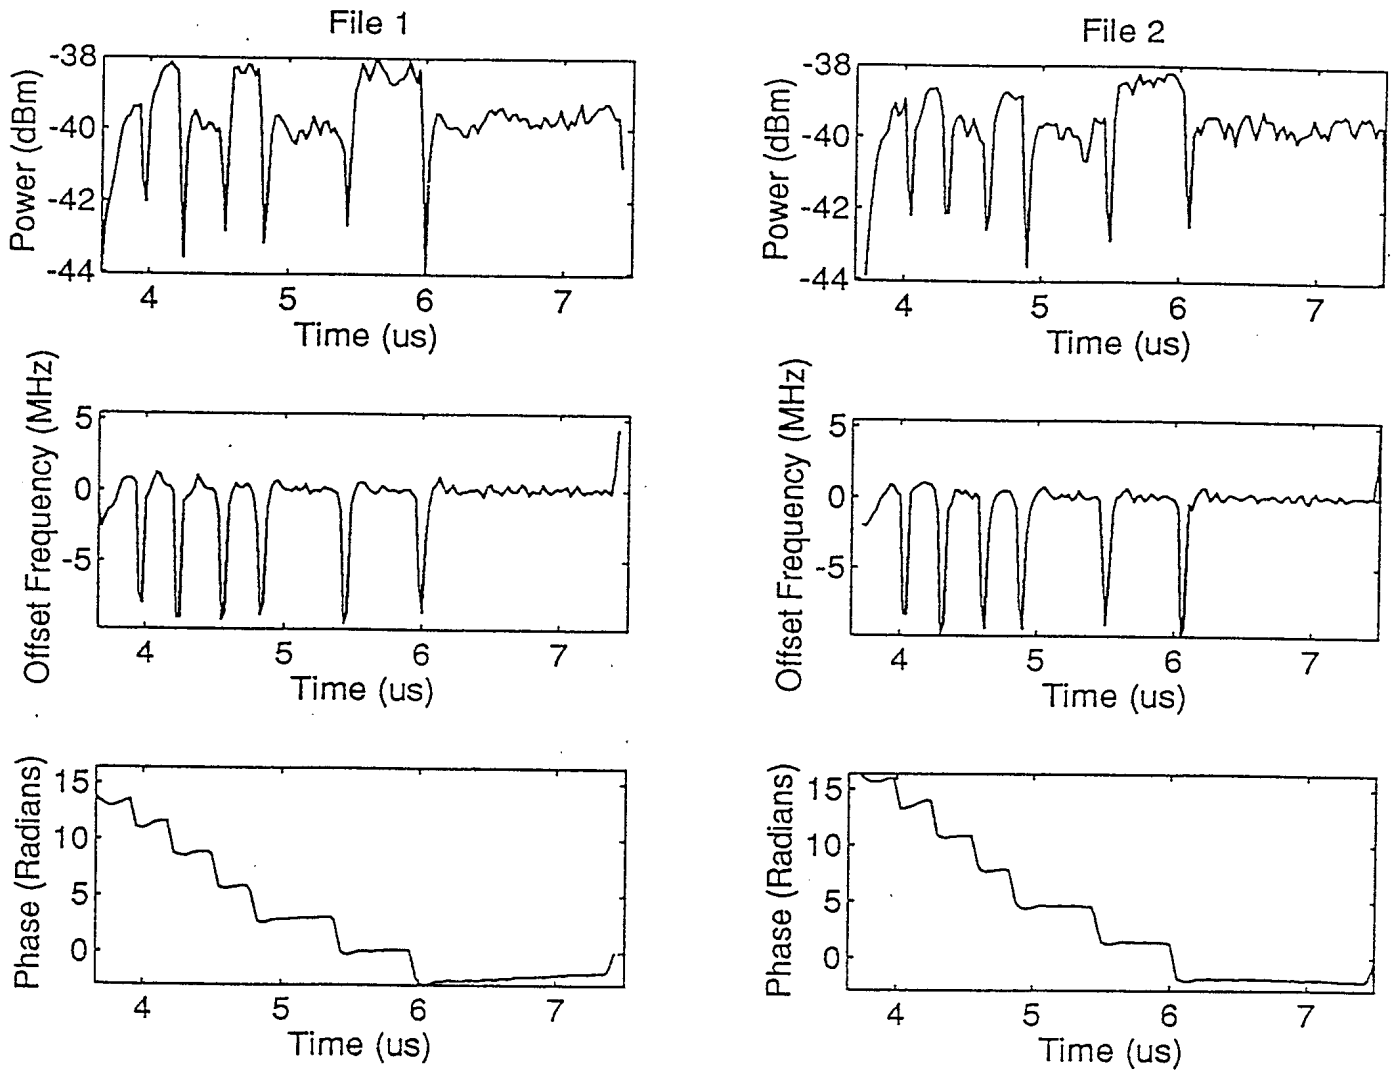 File 1
Power (dBm)
-38
-40
-42
-44
4 5 6 7
Time (us)
File 2
Power (dBm)
-38
-40
-42
-44
4 5 6 7
Time (us)
Offset Frequency (MHz)
5
0
-5
4 5 6 7
Time (us)
Offset Frequency (MHz)
5
0
-5
4 5 6 7
Time (us)
Phase (Radians)
15
10
5
0
4 5 6 7
Time (us)
Phase (Radians)
15
10
5
0
4 5 6 7
Time (us)